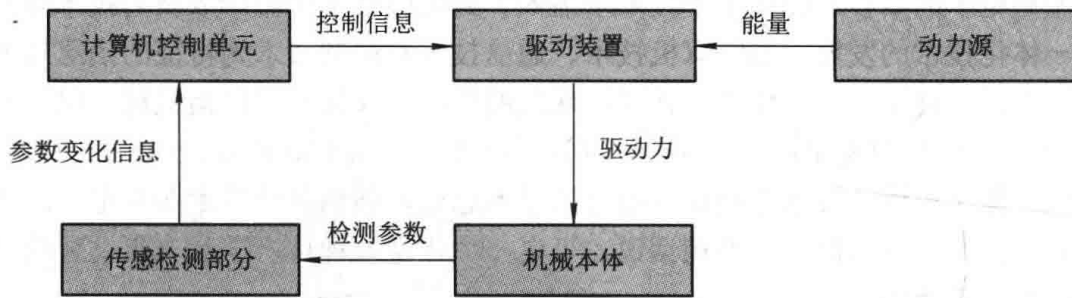 计算机控制单元
控制信息
驱动装置
能量
动力源
参数变化信息
驱动力
传感检测部分
检测参数
机械本体